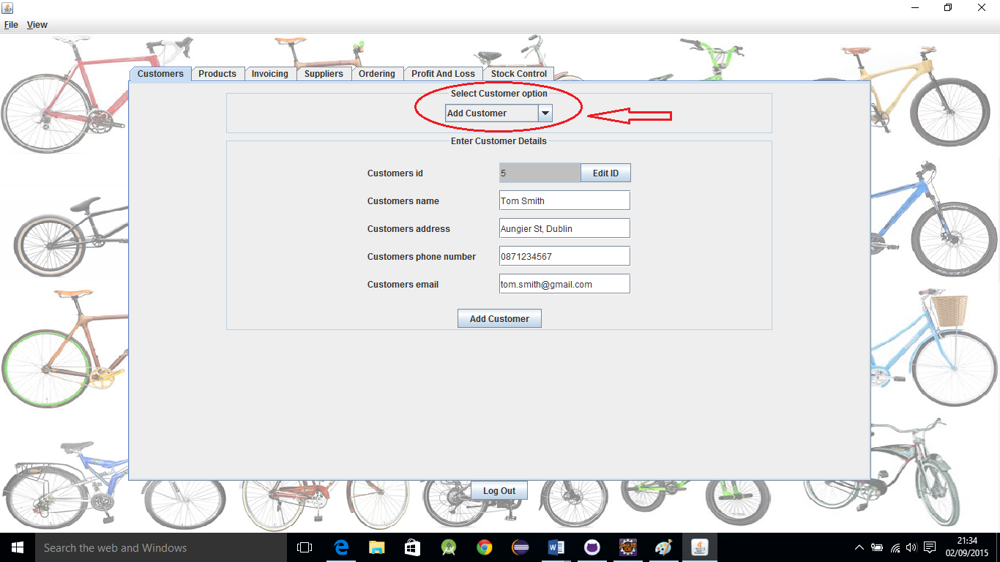 File View
Customers Products Invoicing Suppliers Ordering Profit And Loss Stock Control
Select Customer option
Add Customer
Enter Customer Details
Customers id 5 Edit ID
Customers name Tom Smith
Customers address Aungier St, Dublin
Customers phone number 0871234567
Customers email tom.smith@gmail.com
Add Customer
Log Out
Search the web and Windows
21:34
02/09/2015